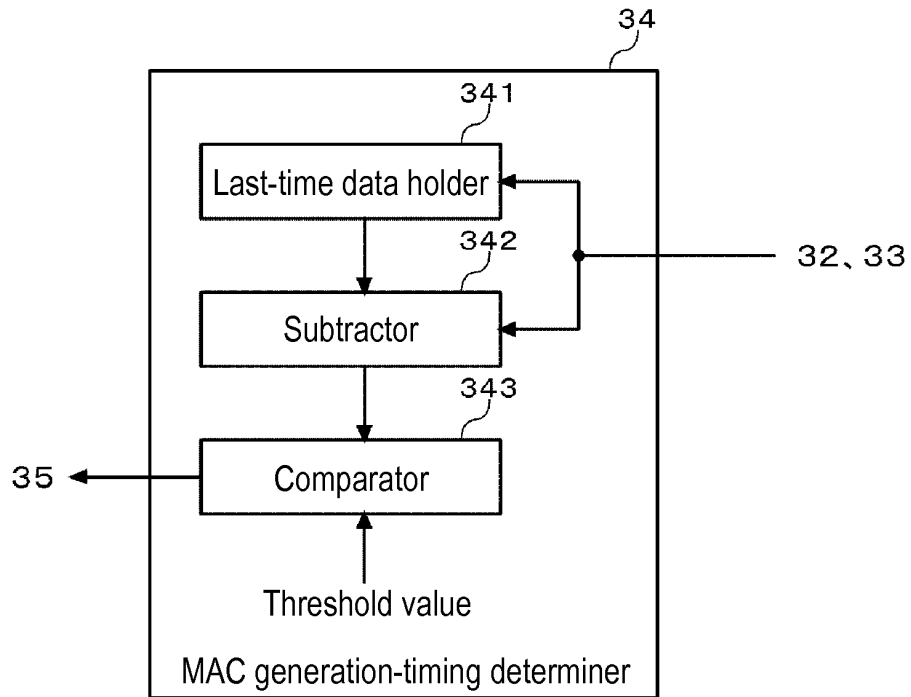 34
341
Last-time data holder
342
32、33
Subtractor
343
35
Comparator
Threshold value
MAC generation-timing determiner